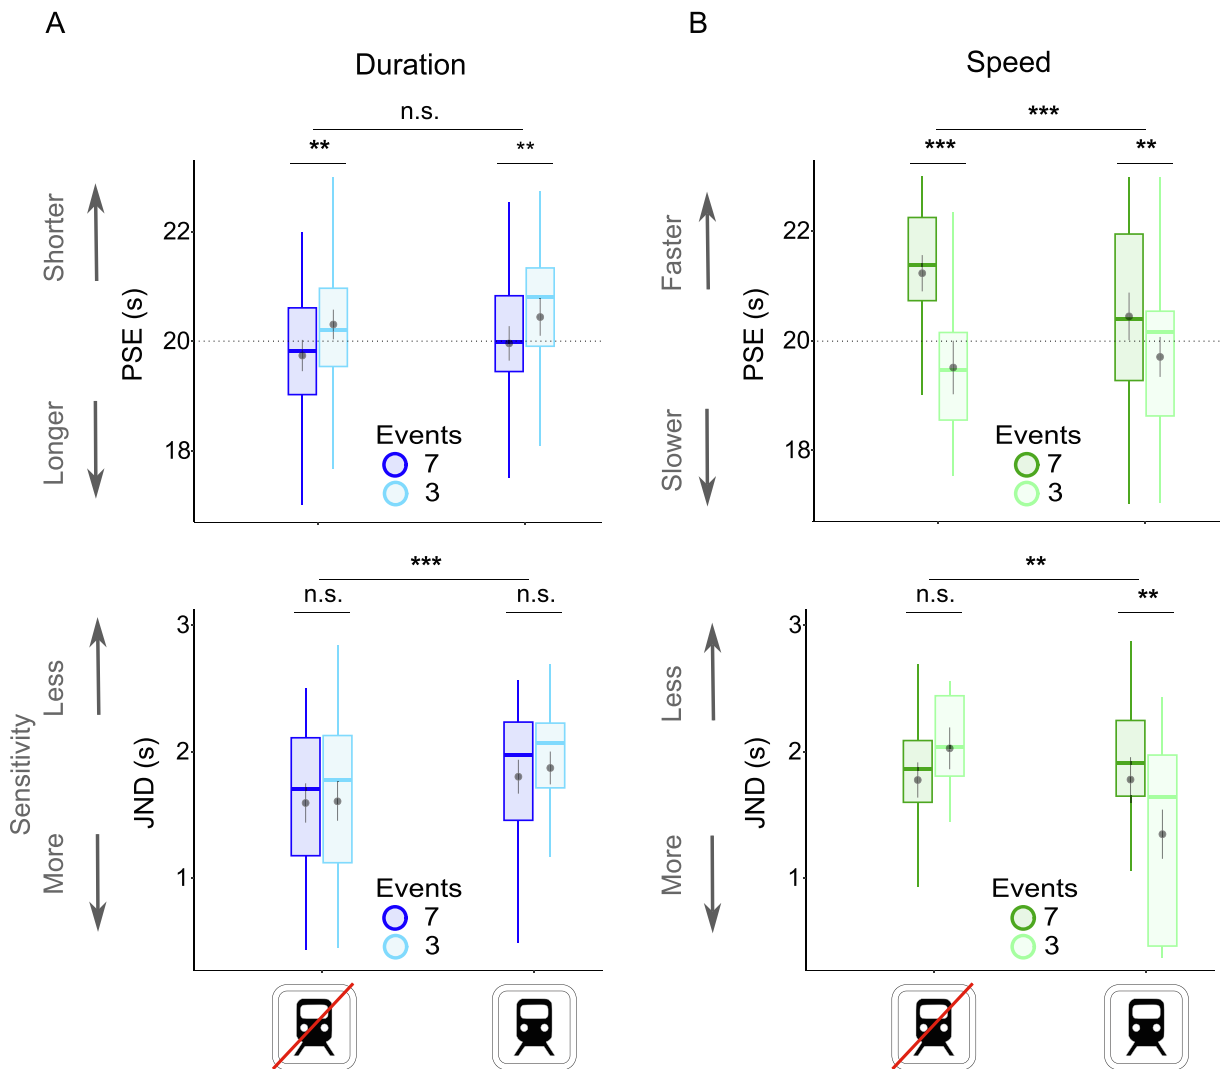 A
B
Duration
Speed
n.s.
***
**
**
***
**
Shorter
Longer
PSE (s)
22
20
18
Events
7
3
Faster
Slower
PSE (s)
22
20
18
Events
7
3
***
n.s.
n.s.
**
n.s.
**
Sensitivity
Less
More
JND (s)
3
2
1
Events
7
3
Less
More
JND (s)
3
2
1
Events
7
3